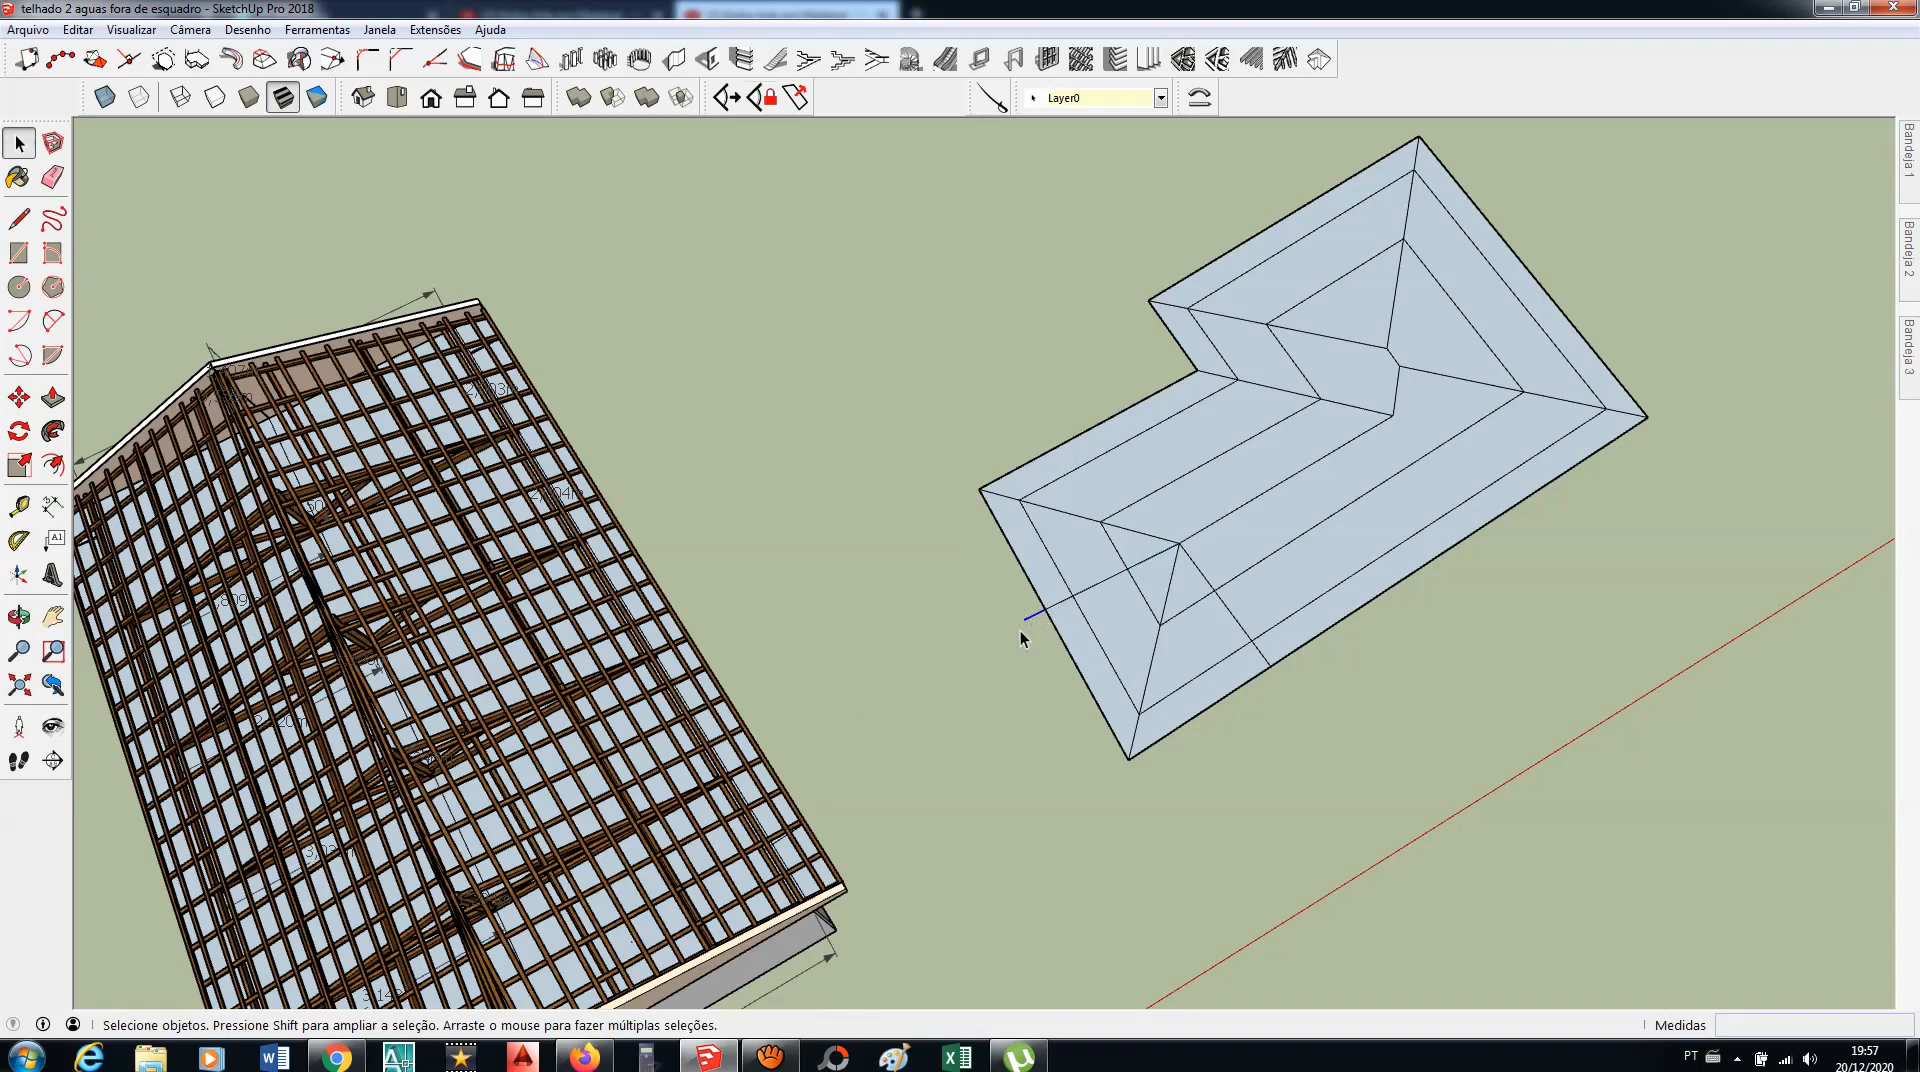 telhado 2 aguas fora de esquadro - SketchUp Pro 2018
Arquivo Editar Visualizar Câmera Desenho Ferramentas Janela Extensões Ajuda
Layer0
Bandeja 1
Bandeja 2
Bandeja 3
A1
Selecione objetos. Pressione Shift para ampliar a seleção. Arraste o mouse para fazer múltiplas seleções.
Medidas
PT
19:57
20/12/2020